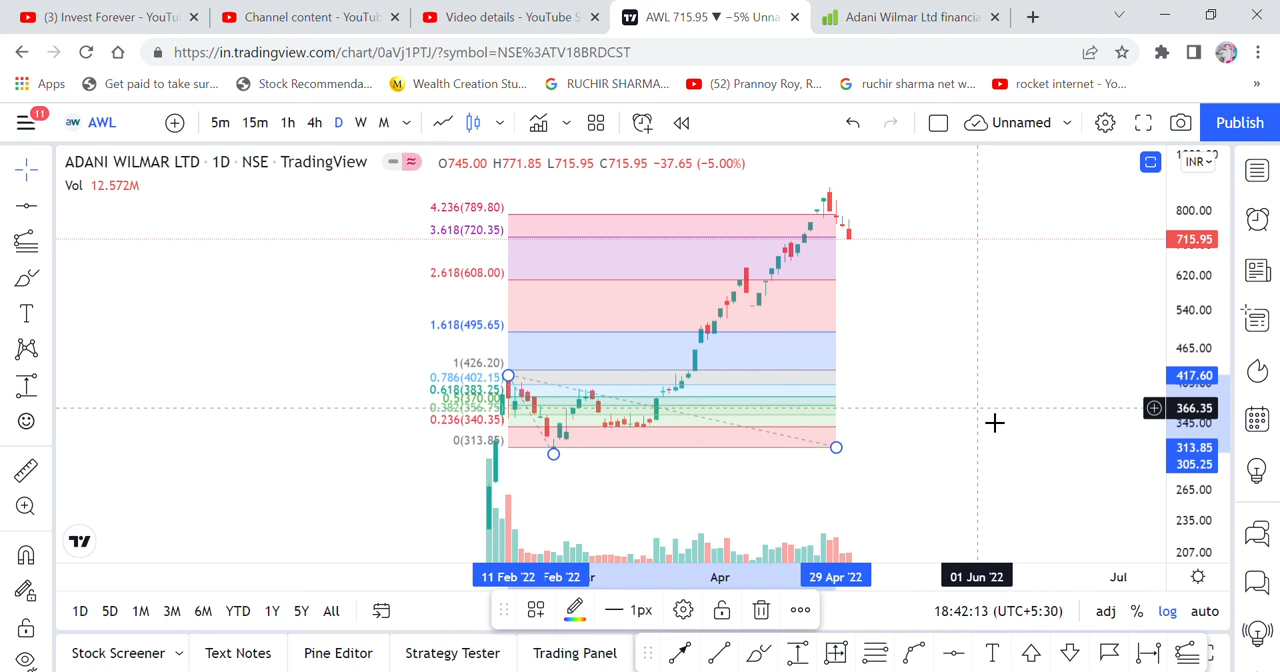 (3) Invest Forever - YouTu
Channel content - YouTub
Video details - YouTube S
AWL 715.95 ▼ −5% Unna
Adani Wilmar Ltd financia
https://in.tradingview.com/chart/0aVj1PTJ/?symbol=NSE%3ATV18BRDCST
Apps
Get paid to take sur...
Stock Recommenda...
Wealth Creation Stu...
RUCHIR SHARMA...
(52) Prannoy Roy, R...
ruchir sharma net w...
rocket internet - Yo...
»
11
aw AWL
5m 15m 1h 4h D W M
Unnamed
Publish
ADANI WILMAR LTD · 1D · NSE · TradingView
O745.00 H771.85 L715.95 C715.95 −37.65 (−5.00%)
INR
Vol 12.572M
4.236(789.80)
800.00
3.618(720.35)
715.95
2.618(608.00)
620.00
540.00
1.618(495.65)
465.00
1(426.20)
0.786(402.15)
417.60
0.618(383.25)
0.5(370.00)
0.382(356.75)
366.35
0.236(340.35)
345.00
0(313.85)
313.85
305.25
265.00
235.00
207.00
11 Feb '22
Feb '22
Apr
29 Apr '22
01 Jun '22
Jul
1D 5D 1M 3M 6M YTD 1Y 5Y All
1px
18:42:13 (UTC+5:30)
adj % log auto
Stock Screener
Text Notes
Pine Editor
Strategy Tester
Trading Panel